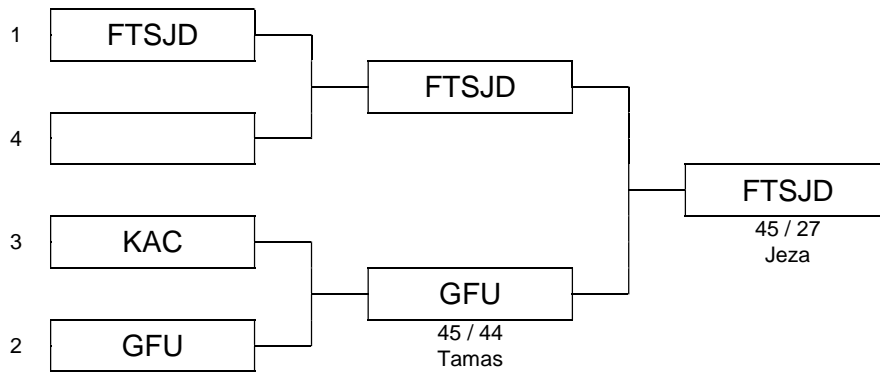 1
FTSJD
FTSJD
4
FTSJD
45 / 27
Jeza
3
KAC
GFU
45 / 44
Tamas
2
GFU